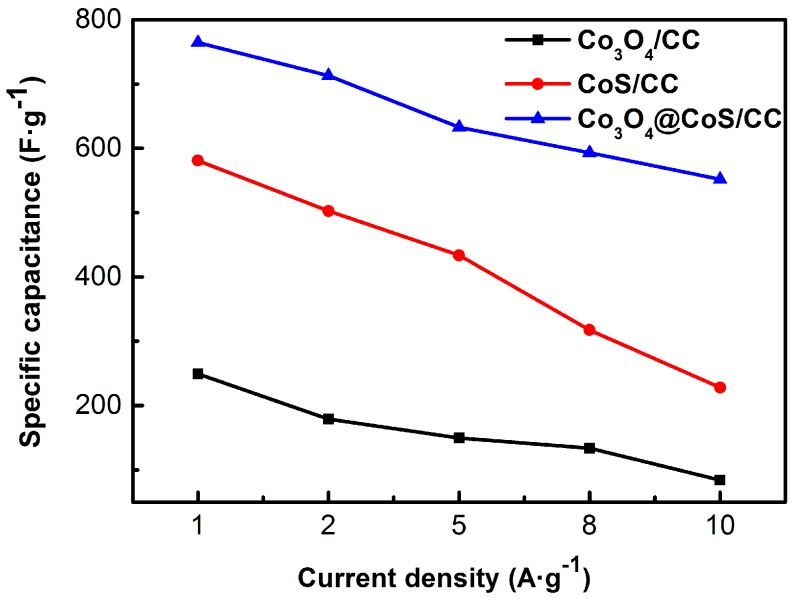 800
600
400
200
Specific capacitance (F·g⁻¹)
Co₃O₄/CC
CoS/CC
Co₃O₄@CoS/CC
1 2 5 8 10
Current density (A·g⁻¹)